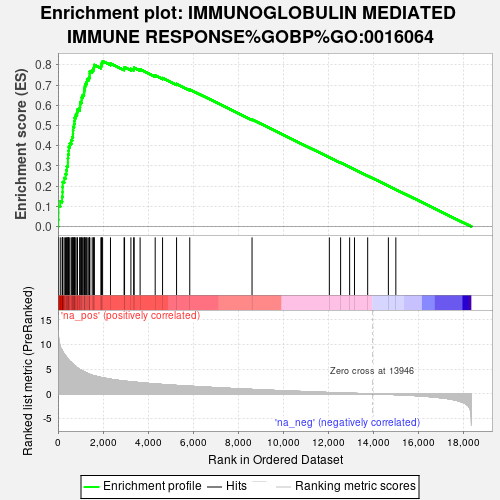 Enrichment plot: IMMUNOGLOBULIN MEDIATED
IMMUNE RESPONSE%GOBP%GO:0016064
Enrichment score (ES)
0.8
0.7
0.6
0.5
0.4
0.3
0.2
0.1
0.0
'na_pos' (positively correlated)
Ranked list metric (PreRanked)
15
10
5
0
-5
Zero cross at 13946
'na_neg' (negatively correlated)
0
2,000
4,000
6,000
8,000
10,000
12,000
14,000
16,000
18,000
Rank in Ordered Dataset
Enrichment profile
Hits
Ranking metric scores